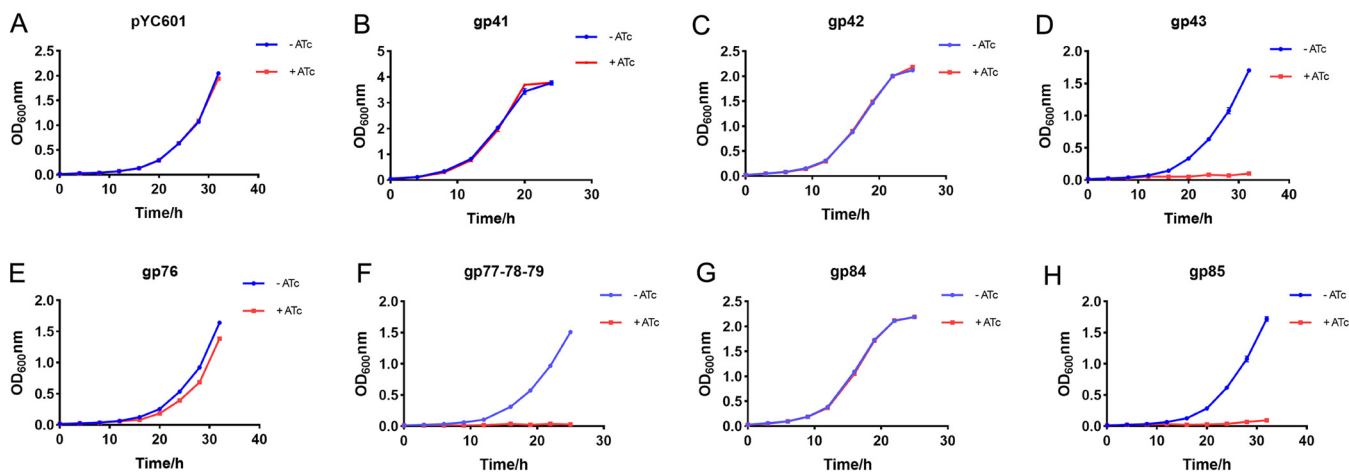 A
pYC601
- ATc
+ ATc
OD600nm
2.5
2.0
1.5
1.0
0.5
0.0
0 10 20 30 40
Time/h
B
gp41
- ATc
+ ATc
OD600nm
5
4
3
2
1
0
0 10 20 30
Time/h
C
gp42
- ATc
+ ATc
OD600nm
2.5
2.0
1.5
1.0
0.5
0.0
0 10 20 30
Time/h
D
gp43
- ATc
+ ATc
OD600nm
2.0
1.5
1.0
0.5
0.0
0 10 20 30 40
Time/h
E
gp76
- ATc
+ ATc
OD600nm
2.0
1.5
1.0
0.5
0.0
0 10 20 30 40
Time/h
F
gp77-78-79
- ATc
+ ATc
OD600nm
2.0
1.5
1.0
0.5
0.0
0 10 20 30
Time/h
G
gp84
- ATc
+ ATc
OD600nm
2.5
2.0
1.5
1.0
0.5
0.0
0 10 20 30
Time/h
H
gp85
- ATc
+ ATc
OD600nm
2.0
1.5
1.0
0.5
0.0
0 10 20 30 40
Time/h